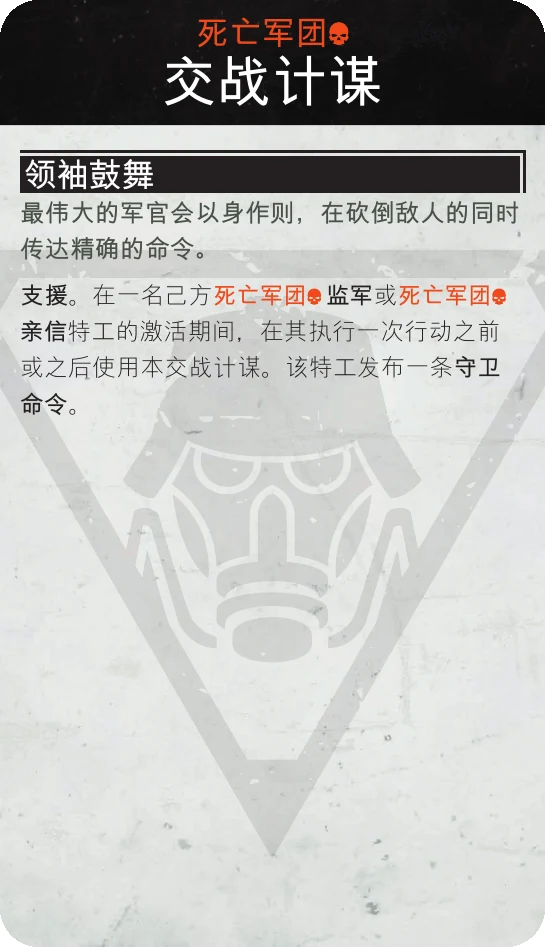 死亡军团
交战计谋
领袖鼓舞
最伟大的军官会以身作则，在砍倒敌人的同时
传达精确的命令。
支援。在一名己方死亡军团监军或死亡军团
亲信特工的激活期间，在其执行一次行动之前
或之后使用本交战计谋。该特工发布一条守卫
命令。